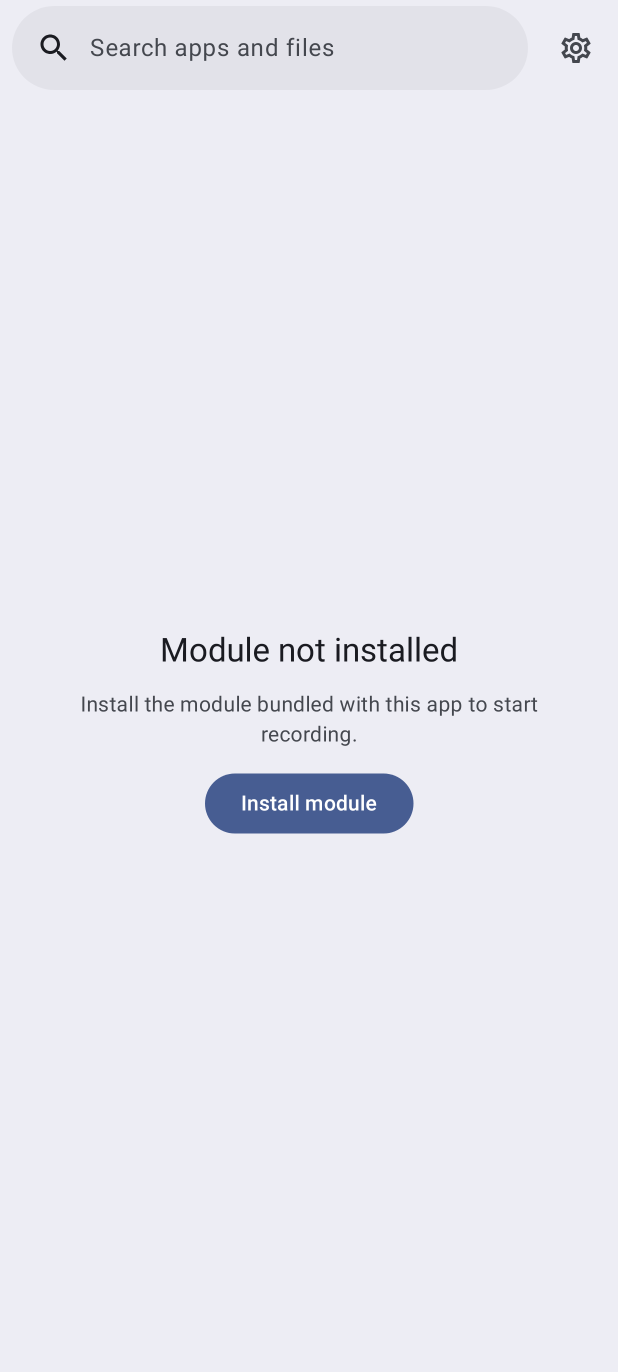 Search apps and files
Module not installed
Install the module bundled with this app to start
recording.
Install module